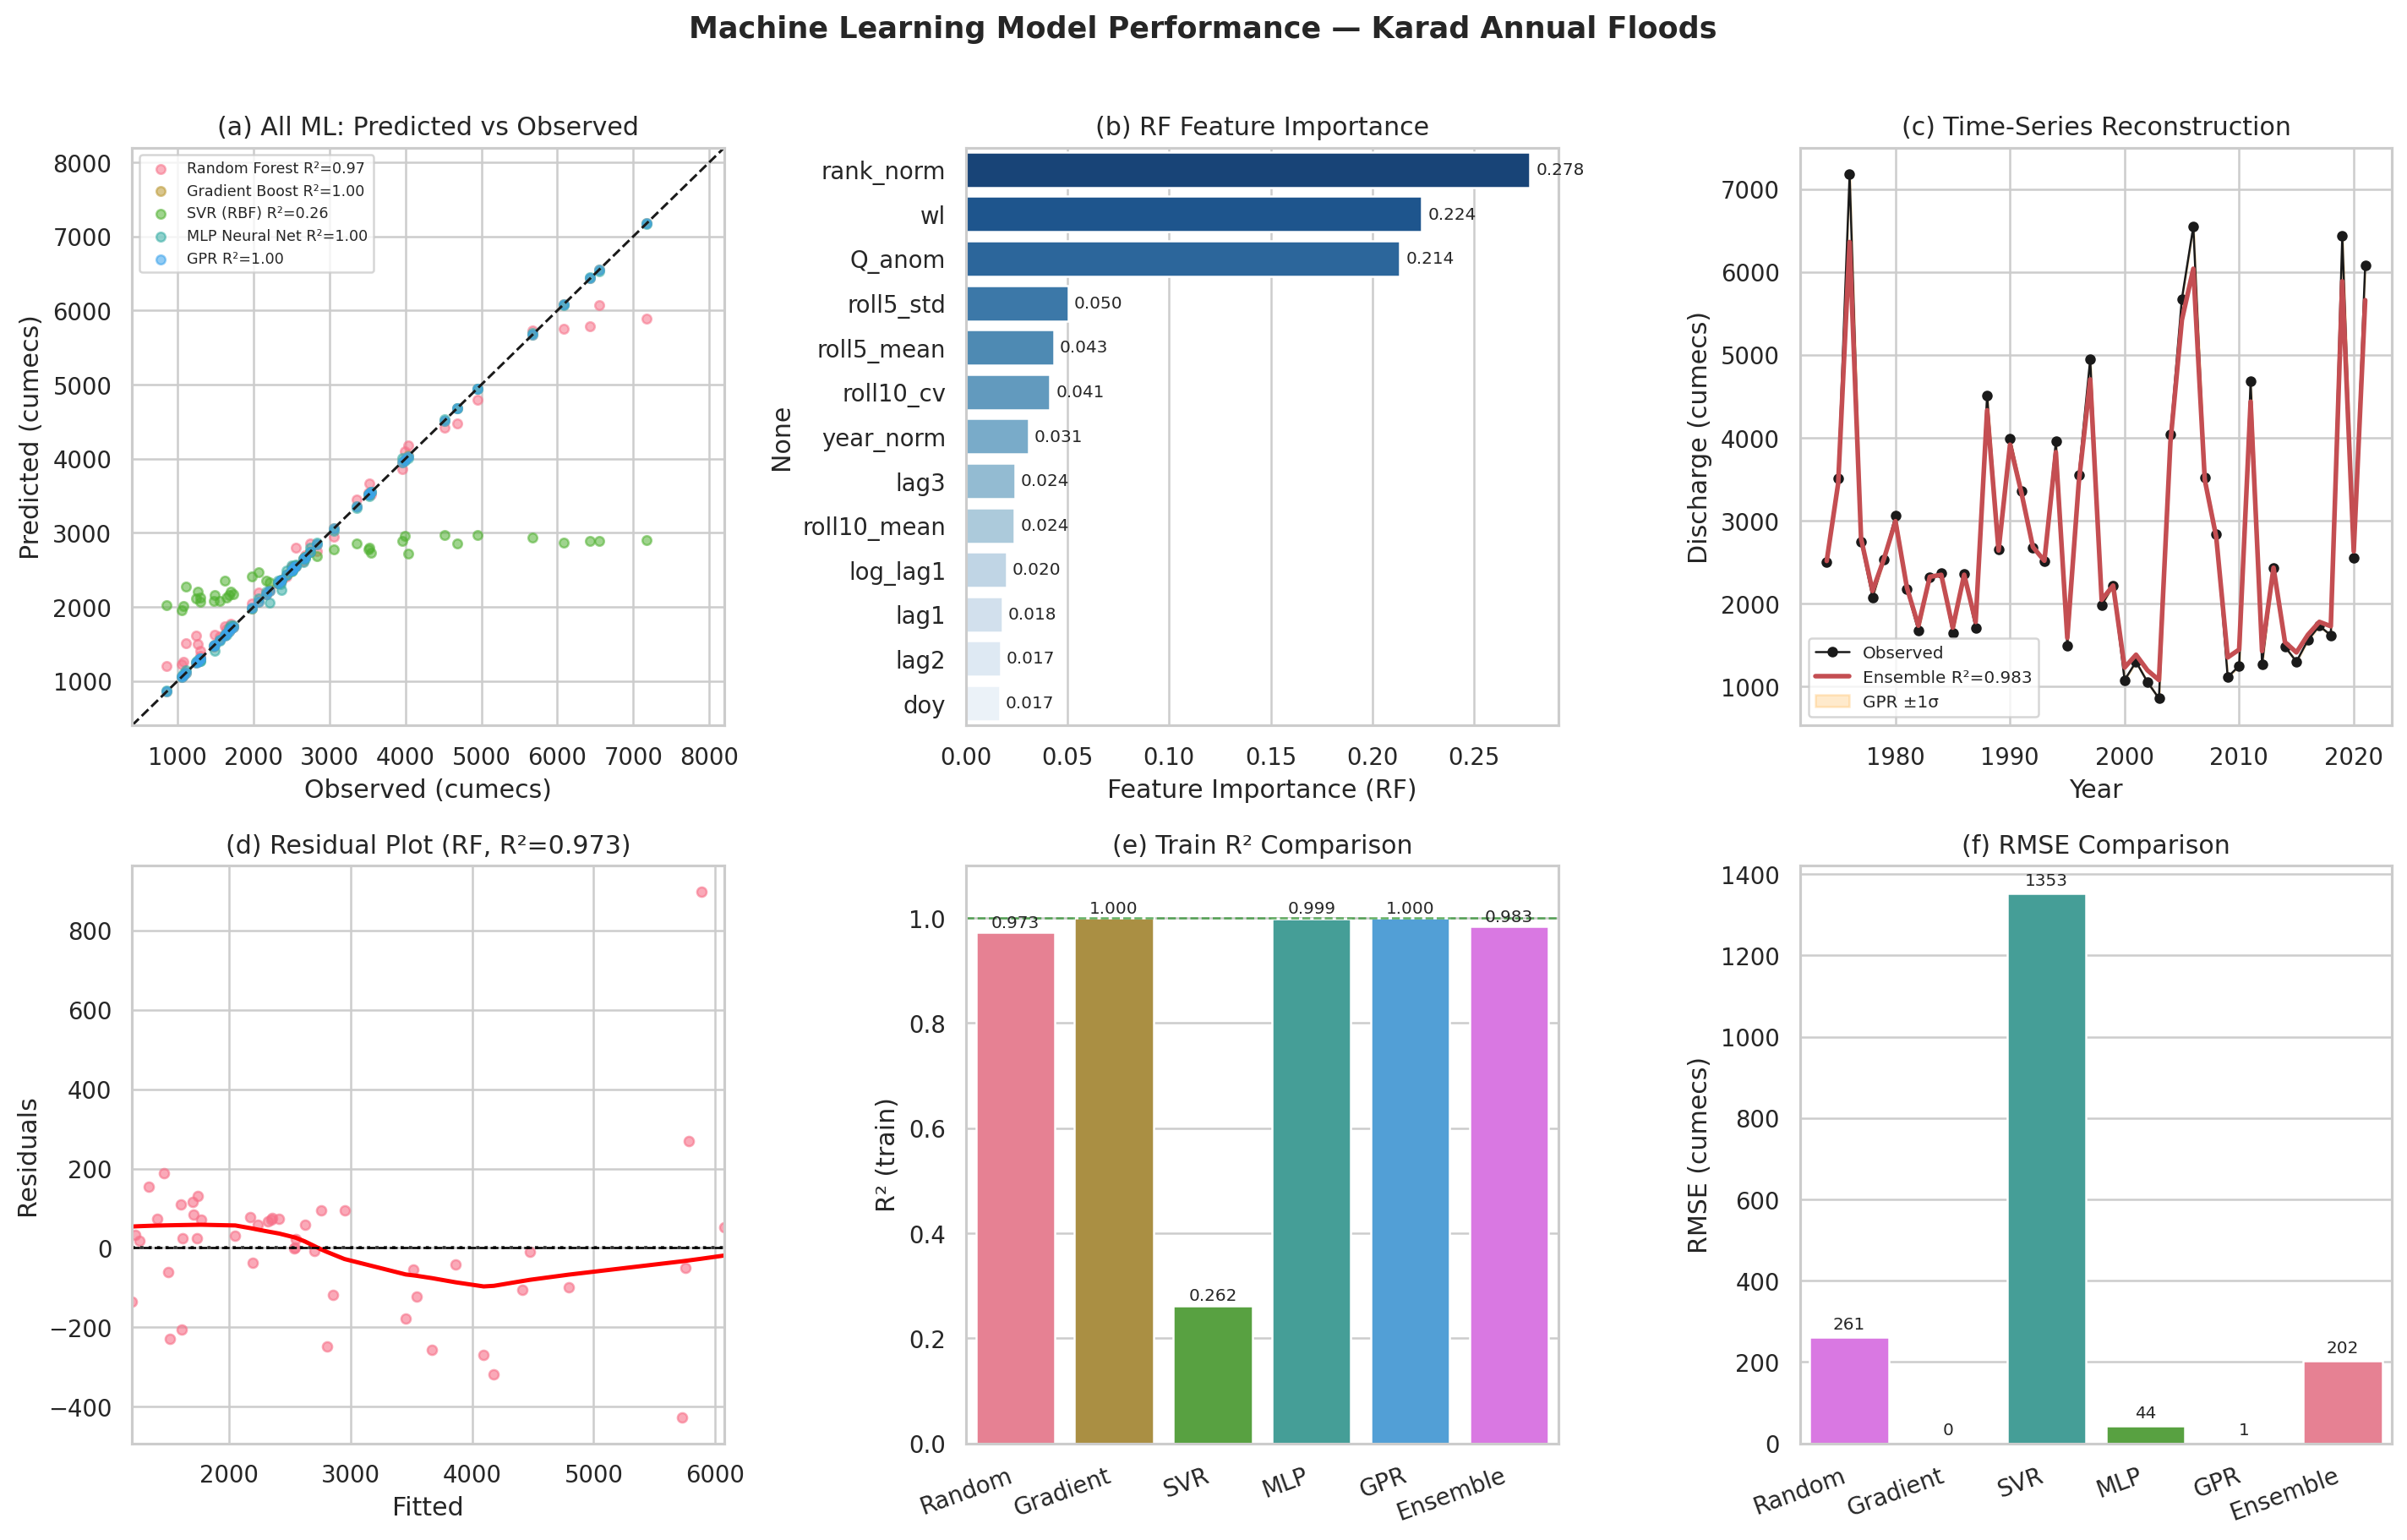 Machine Learning Model Performance — Karad Annual Floods
(a) All ML: Predicted vs Observed
Predicted (cumecs)
8000
7000
6000
5000
4000
3000
2000
1000
Random Forest R²=0.97
Gradient Boost R²=1.00
SVR (RBF) R²=0.26
MLP Neural Net R²=1.00
GPR R²=1.00
1000 2000 3000 4000 5000 6000 7000 8000
Observed (cumecs)
(b) RF Feature Importance
None
rank_norm 0.278
wl 0.224
Q_anom 0.214
roll5_std 0.050
roll5_mean 0.043
roll10_cv 0.041
year_norm 0.031
lag3 0.024
roll10_mean 0.024
log_lag1 0.020
lag1 0.018
lag2 0.017
doy 0.017
0.00 0.05 0.10 0.15 0.20 0.25
Feature Importance (RF)
(c) Time-Series Reconstruction
Discharge (cumecs)
7000
6000
5000
4000
3000
2000
1000
Observed
Ensemble R²=0.983
GPR ±1σ
1980 1990 2000 2010 2020
Year
(d) Residual Plot (RF, R²=0.973)
Residuals
800
600
400
200
0
−200
−400
2000 3000 4000 5000 6000
Fitted
(e) Train R² Comparison
R² (train)
1.0
0.8
0.6
0.4
0.2
0.0
0.973 1.000 0.262 0.999 1.000 0.983
Random Gradient SVR MLP GPR Ensemble
(f) RMSE Comparison
RMSE (cumecs)
1400
1200
1000
800
600
400
200
0
261 0 1353 44 1 202
Random Gradient SVR MLP GPR Ensemble